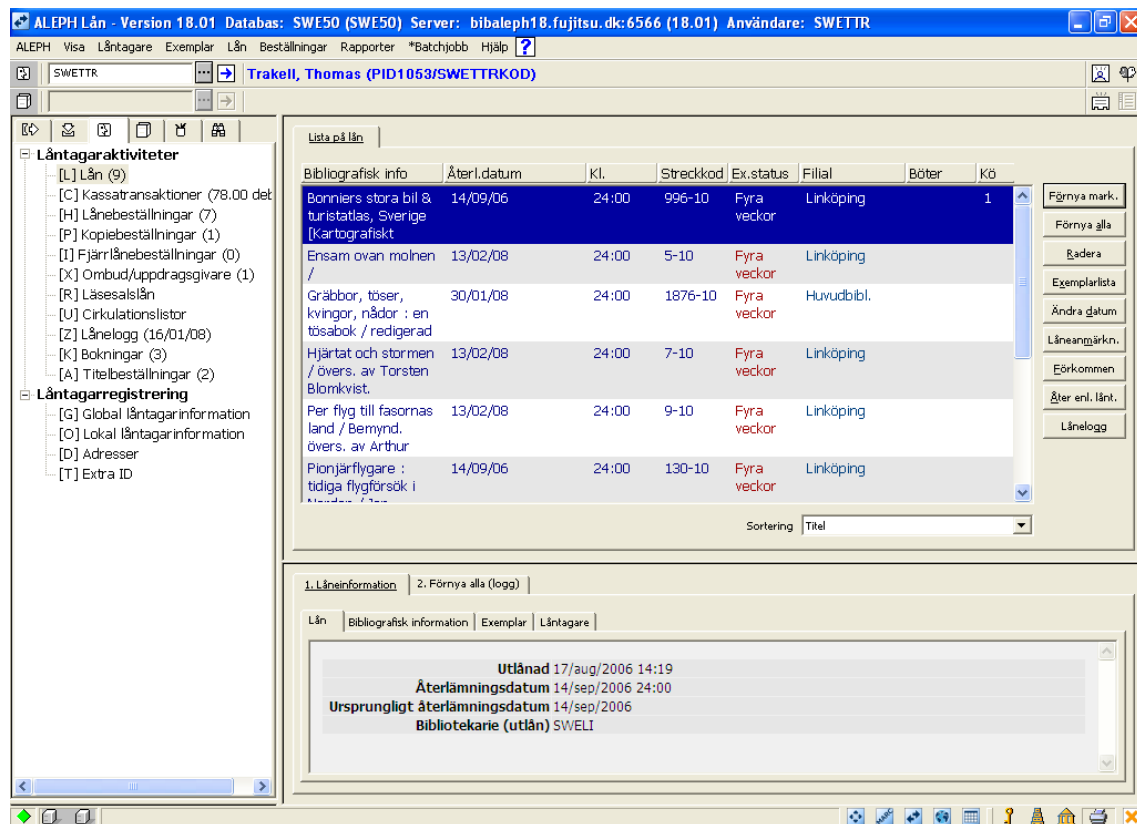 ALEPH Lån - Version 18.01 Databas: SWE50 (SWE50) Server: bibaleph18.fujitsu.dk:6566 (18.01) Användare: SWETTR
ALEPH Visa Låntagare Exemplar Lån Beställningar Rapporter *Batchjobb Hjälp ?
SWETTR ... Trakell, Thomas (PID1053/SWETTRKOD)
...
Låntagaraktiviteter
[L] Lån (9)
[C] Kassatransaktioner (78.00 det
[H] Lånebeställningar (7)
[P] Kopiebeställningar (1)
[I] Fjärrlånebeställningar (0)
[X] Ombud/uppdragsgivare (1)
[R] Läsesalslån
[U] Cirkulationslistor
[Z] Lånelogg (16/01/08)
[K] Bokningar (3)
[A] Titelbeställningar (2)
Låntagarregistrering
[G] Global låntagarinformation
[O] Lokal låntagarinformation
[D] Adresser
[T] Extra ID
Lista på lån
Bibliografisk info Återl.datum Kl. Streckkod Ex.status Filial Böter Kö
Bonniers stora bil & 14/09/06 24:00 996-10 Fyra Linköping 1
turistatlas, Sverige veckor
[Kartografiskt
Ensam ovan molnen 13/02/08 24:00 5-10 Fyra Linköping
/ veckor
Gräbbor, töser, 30/01/08 24:00 1876-10 Fyra Huvudbibl.
kvingor, nådor : en veckor
tösabok / redigerad
Hjärtat och stormen 13/02/08 24:00 7-10 Fyra Linköping
/ övers. av Torsten veckor
Blomkvist.
Per flyg till fasornas 13/02/08 24:00 9-10 Fyra Linköping
land / Bemynd. veckor
övers. av Arthur
Pionjärflygare : 14/09/06 24:00 130-10 Fyra Linköping
tidiga flygförsök i veckor
Norden / Jan
Förnya mark.
Förnya alla
Radera
Exemplarlista
Ändra datum
Låneanmärkn.
Förkommen
Åter enl. lånt.
Lånelogg
Sortering Titel
1. Låneinformation 2. Förnya alla (logg)
Lån Bibliografisk information Exemplar Låntagare
Utlånad 17/aug/2006 14:19
Återlämningsdatum 14/sep/2006 24:00
Ursprungligt återlämningsdatum 14/sep/2006
Bibliotekarie (utlån) SWELI